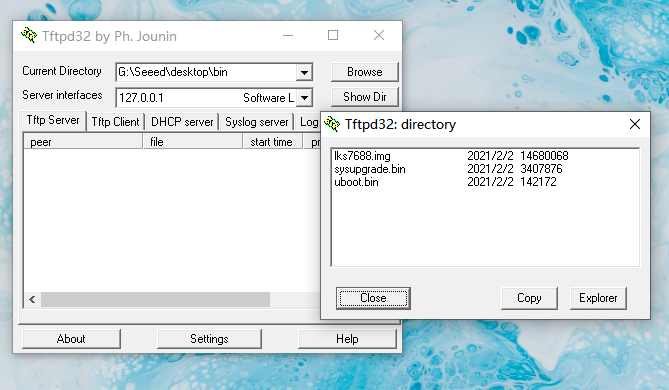 Tftpd32 by Ph. Jounin
Current Directory G:\Seeed\desktop\bin Browse
Server interfaces 127.0.0.1 Software L Show Dir
Tftp Server Tftp Client DHCP server Syslog server Log
peer file start time pr
About Settings Help
Tftpd32: directory
lks7688.img 2021/2/2 14680068
sysupgrade.bin 2021/2/2 3407876
uboot.bin 2021/2/2 142172
Close Copy Explorer